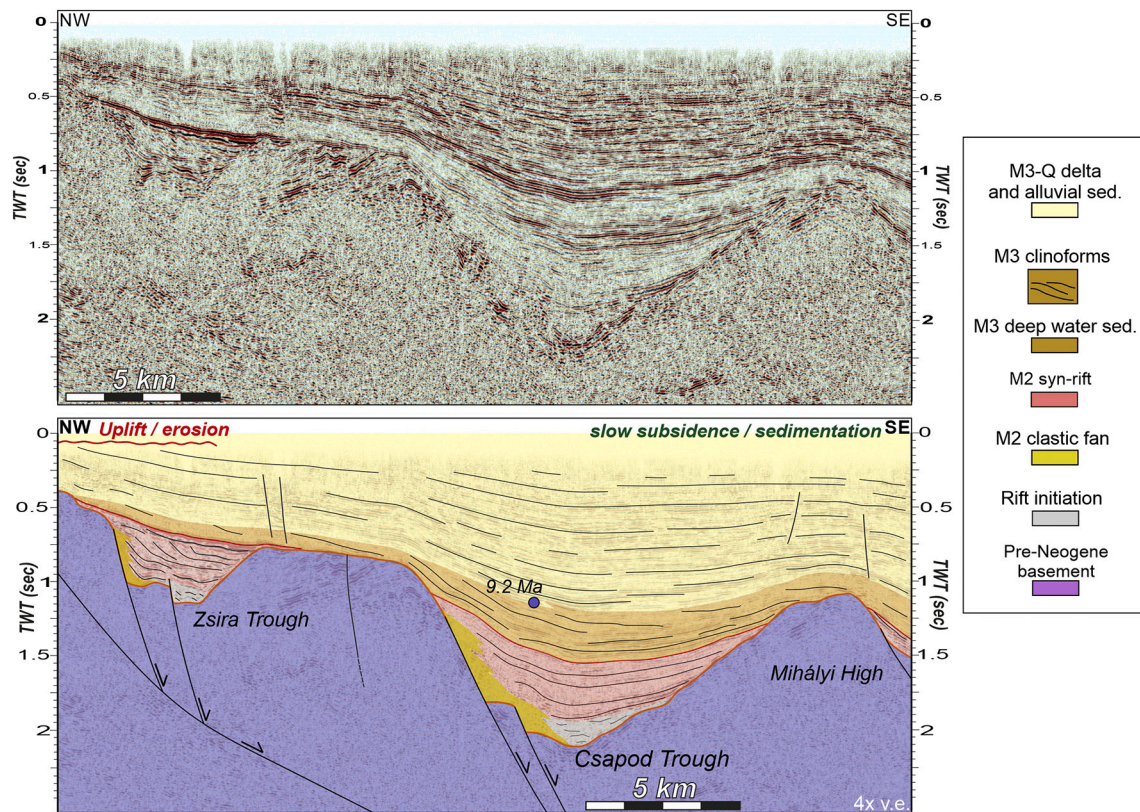 NW
SE
0
0
0.5
0.5
1
1
1.5
1.5
2
2
TWT (sec)
TWT (sec)
5 km
NW
Uplift / erosion
slow subsidence / sedimentation
SE
0
0
0.5
0.5
1
1
1.5
1.5
2
2
TWT (sec)
TWT (sec)
9.2 Ma
Zsira Trough
Mihályi High
Csapod Trough
5 km
4x v.e.
M3-Q delta
and alluvial sed.
M3 clinoforms
M3 deep water sed.
M2 syn-rift
M2 clastic fan
Rift initiation
Pre-Neogene
basement